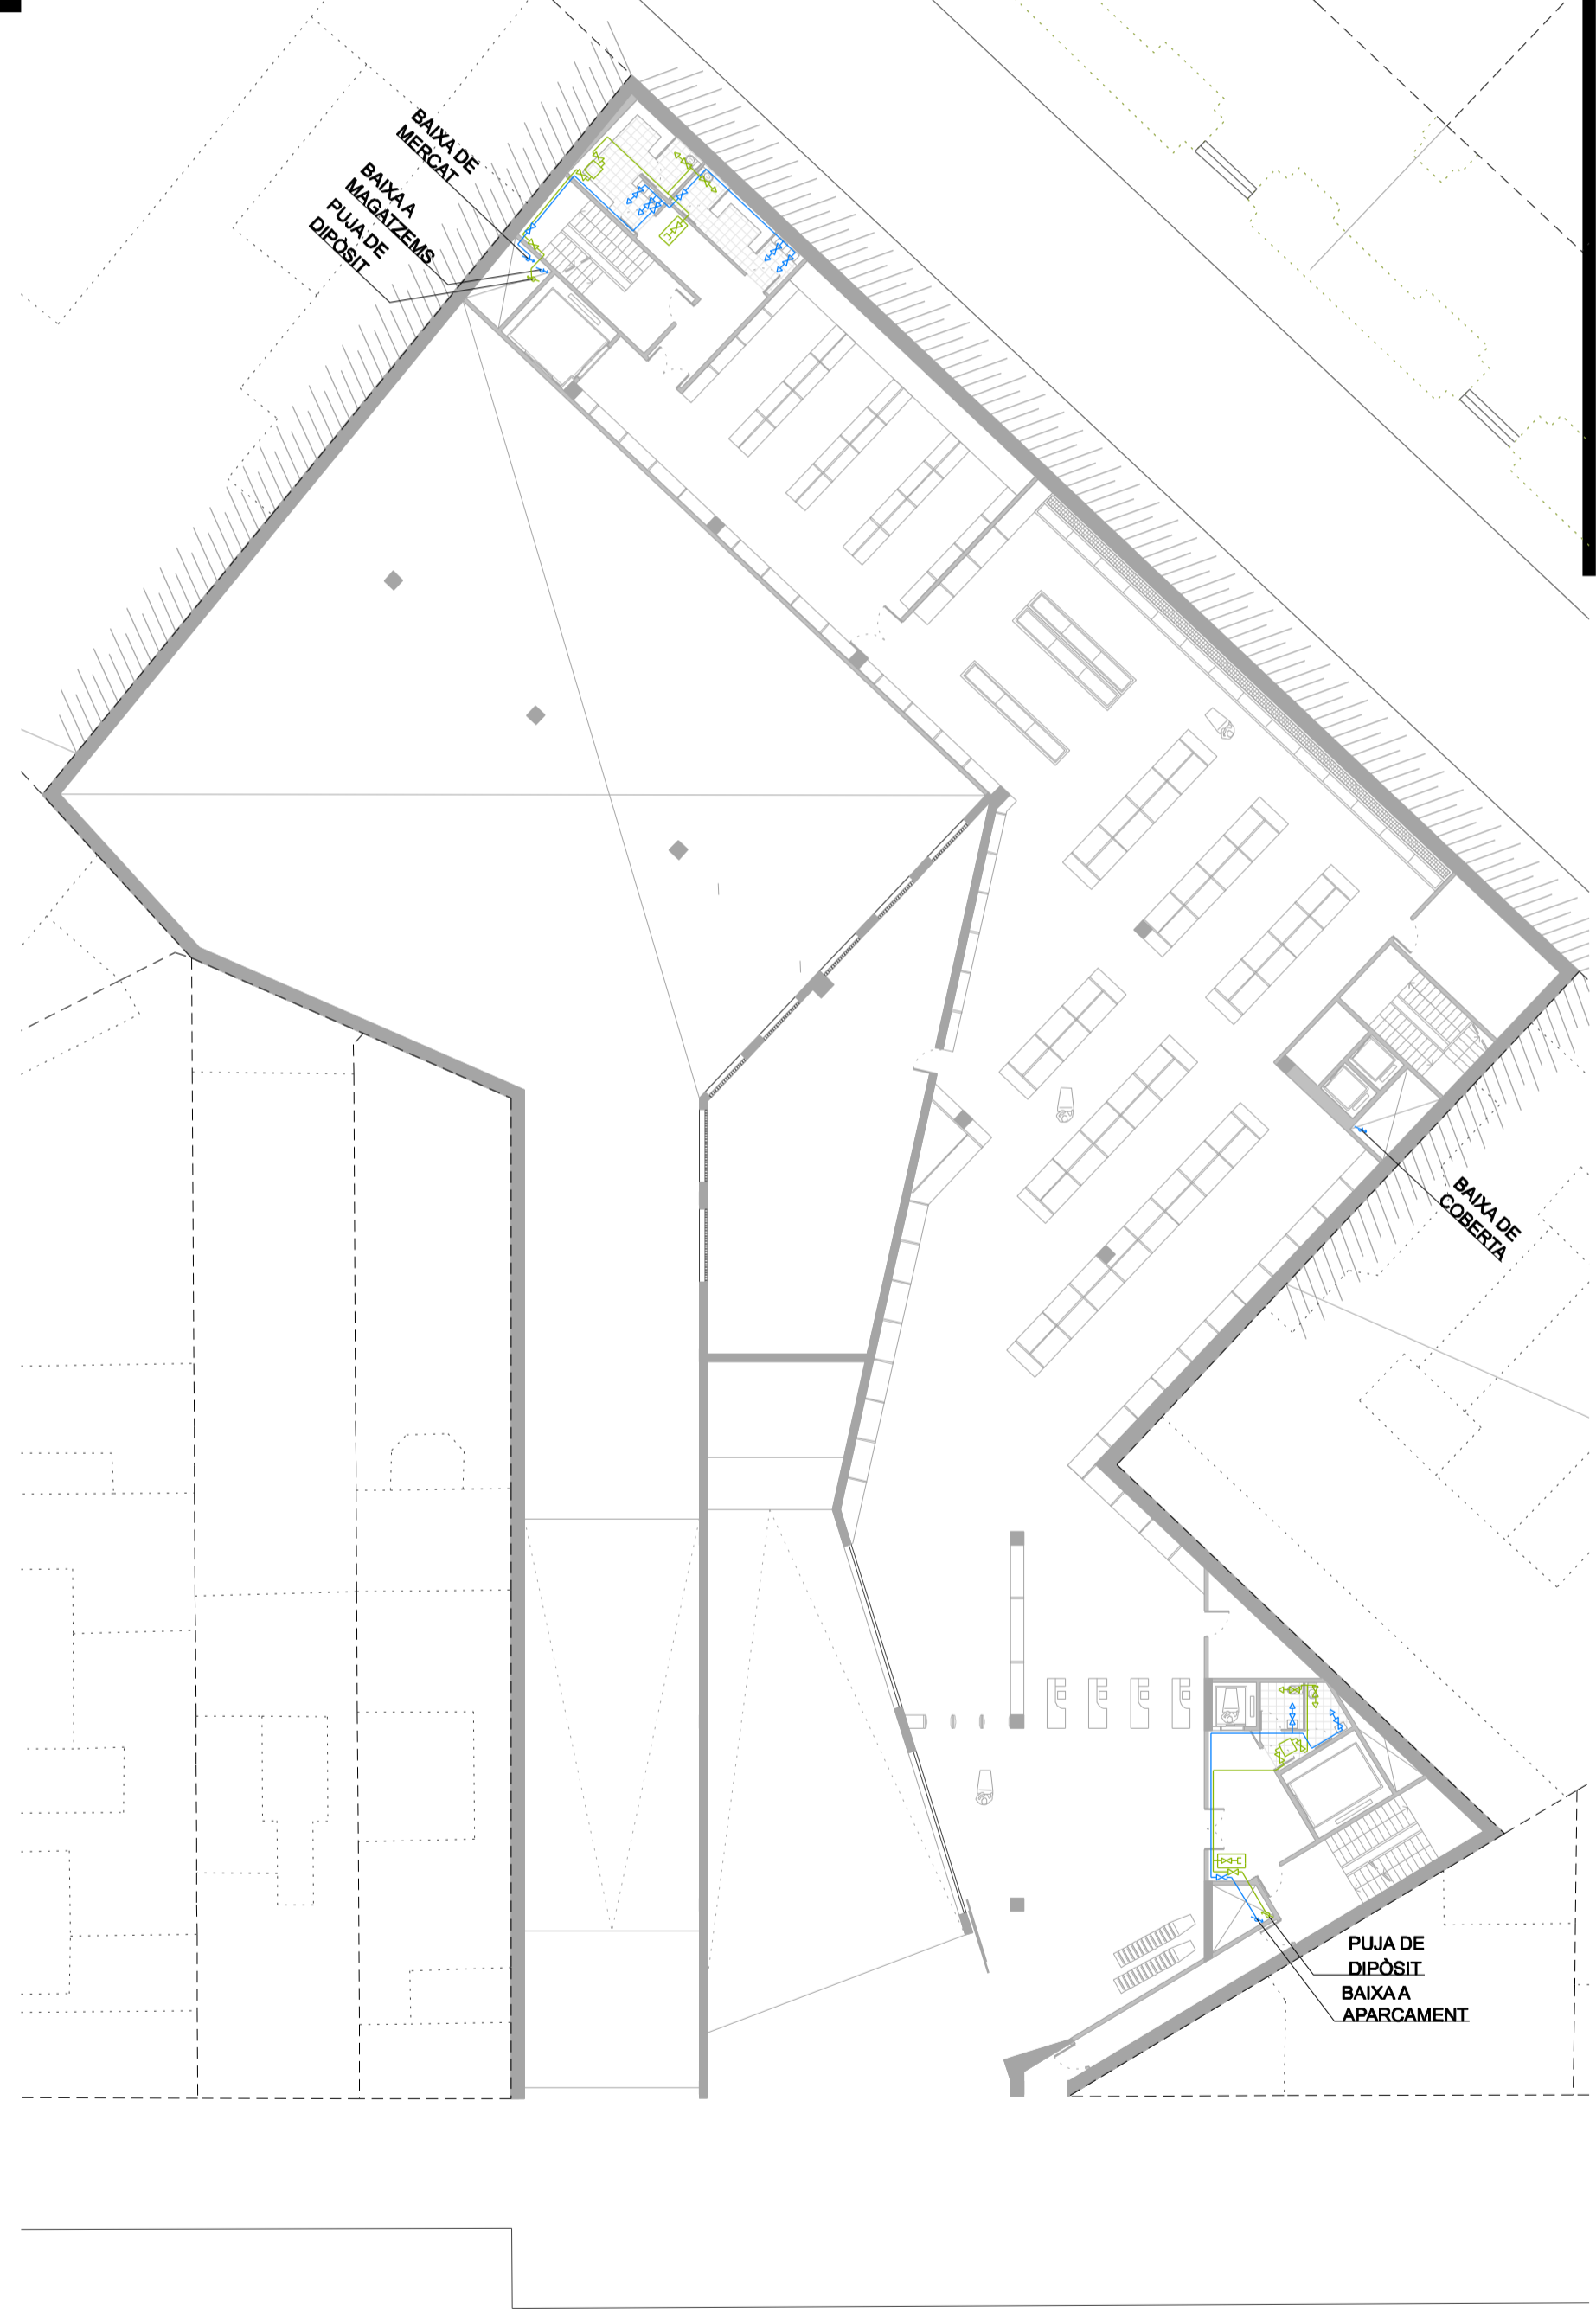 BAIXA DE
MERCAT
BAIXA A
MAGATZEMS
PUJA DE
DIPÒSIT
BAIXA DE
COBERTA
PUJA DE
DIPÒSIT
BAIXA A
APARCAMENT